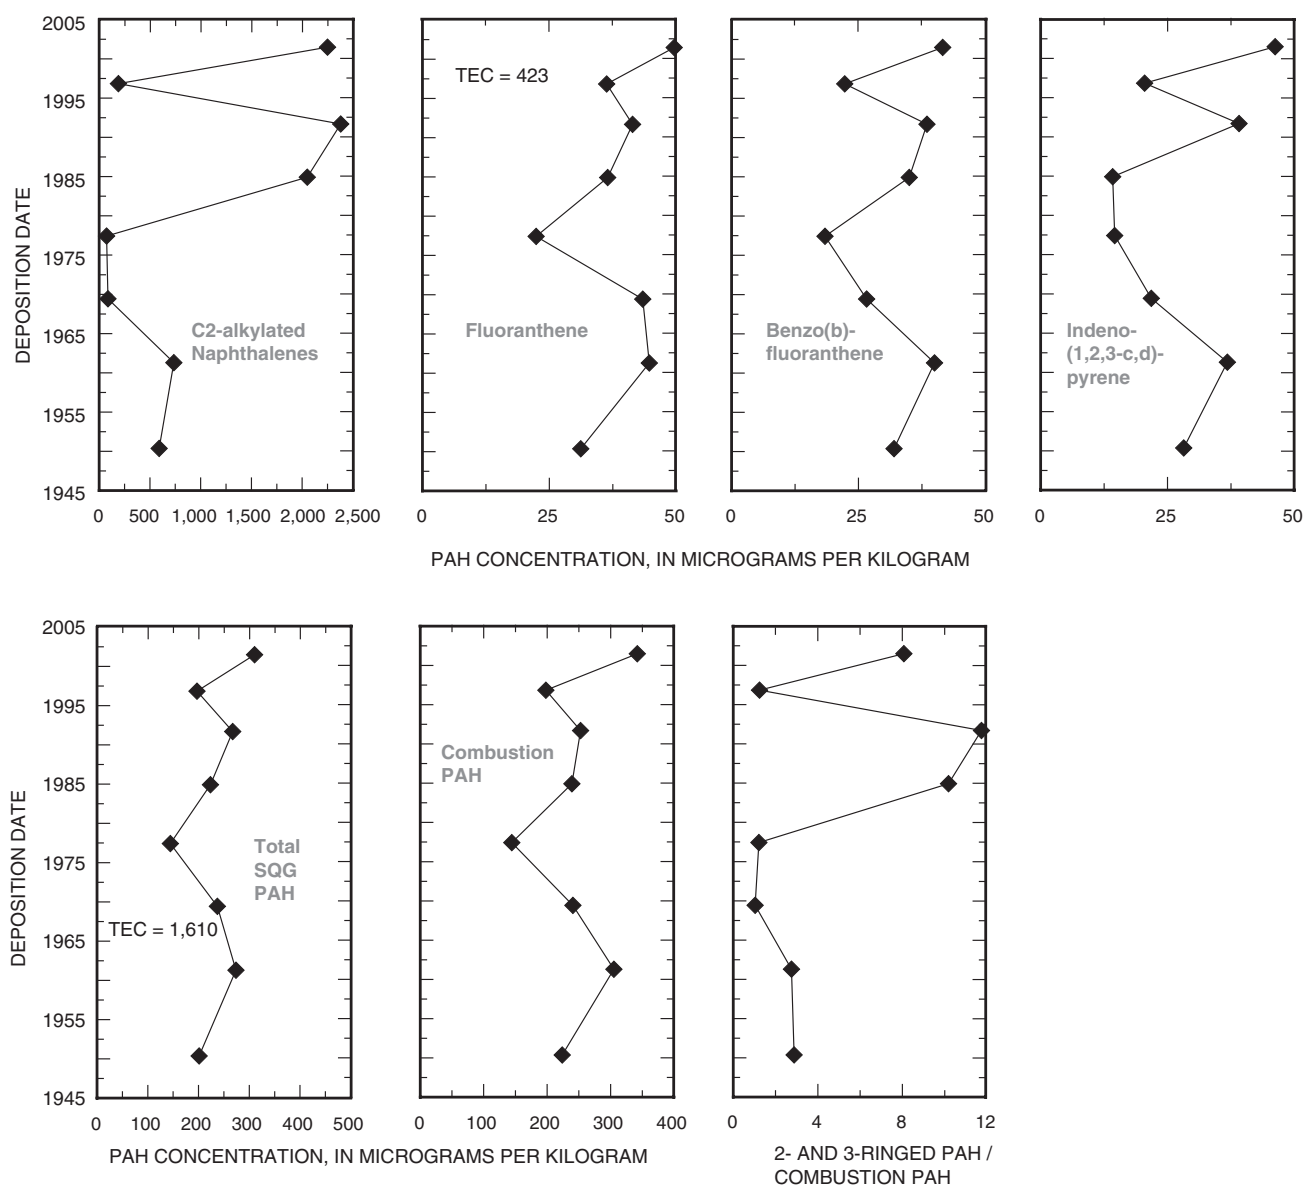 2005
1995
1985
1975
1965
1955
1945
DEPOSITION DATE
C2-alkylated
Naphthalenes
0 500 1,000 1,500 2,000 2,500
TEC = 423
Fluoranthene
0 25 50
Benzo(b)-
fluoranthene
0 25 50
Indeno-
(1,2,3-c,d)-
pyrene
0 25 50
PAH CONCENTRATION, IN MICROGRAMS PER KILOGRAM
2005
1995
1985
1975
1965
1955
1945
DEPOSITION DATE
Total
SQG
PAH
TEC = 1,610
0 100 200 300 400 500
Combustion
PAH
0 100 200 300 400
PAH CONCENTRATION, IN MICROGRAMS PER KILOGRAM
0 4 8 12
2- AND 3-RINGED PAH /
COMBUSTION PAH